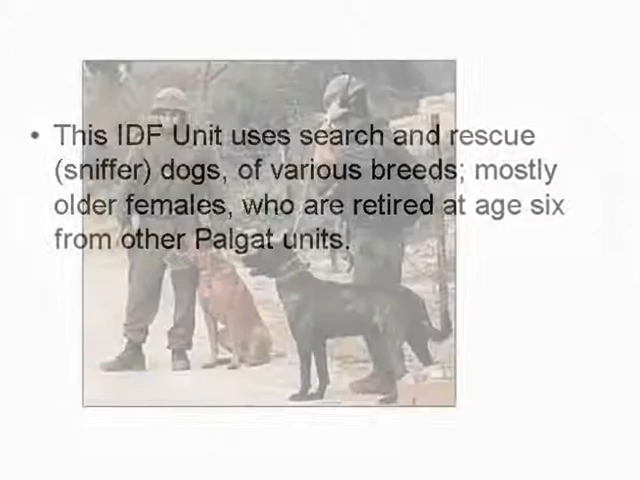 • This IDF Unit uses search and rescue
(sniffer) dogs, of various breeds; mostly
older females, who are retired at age six
from other Palgat units.